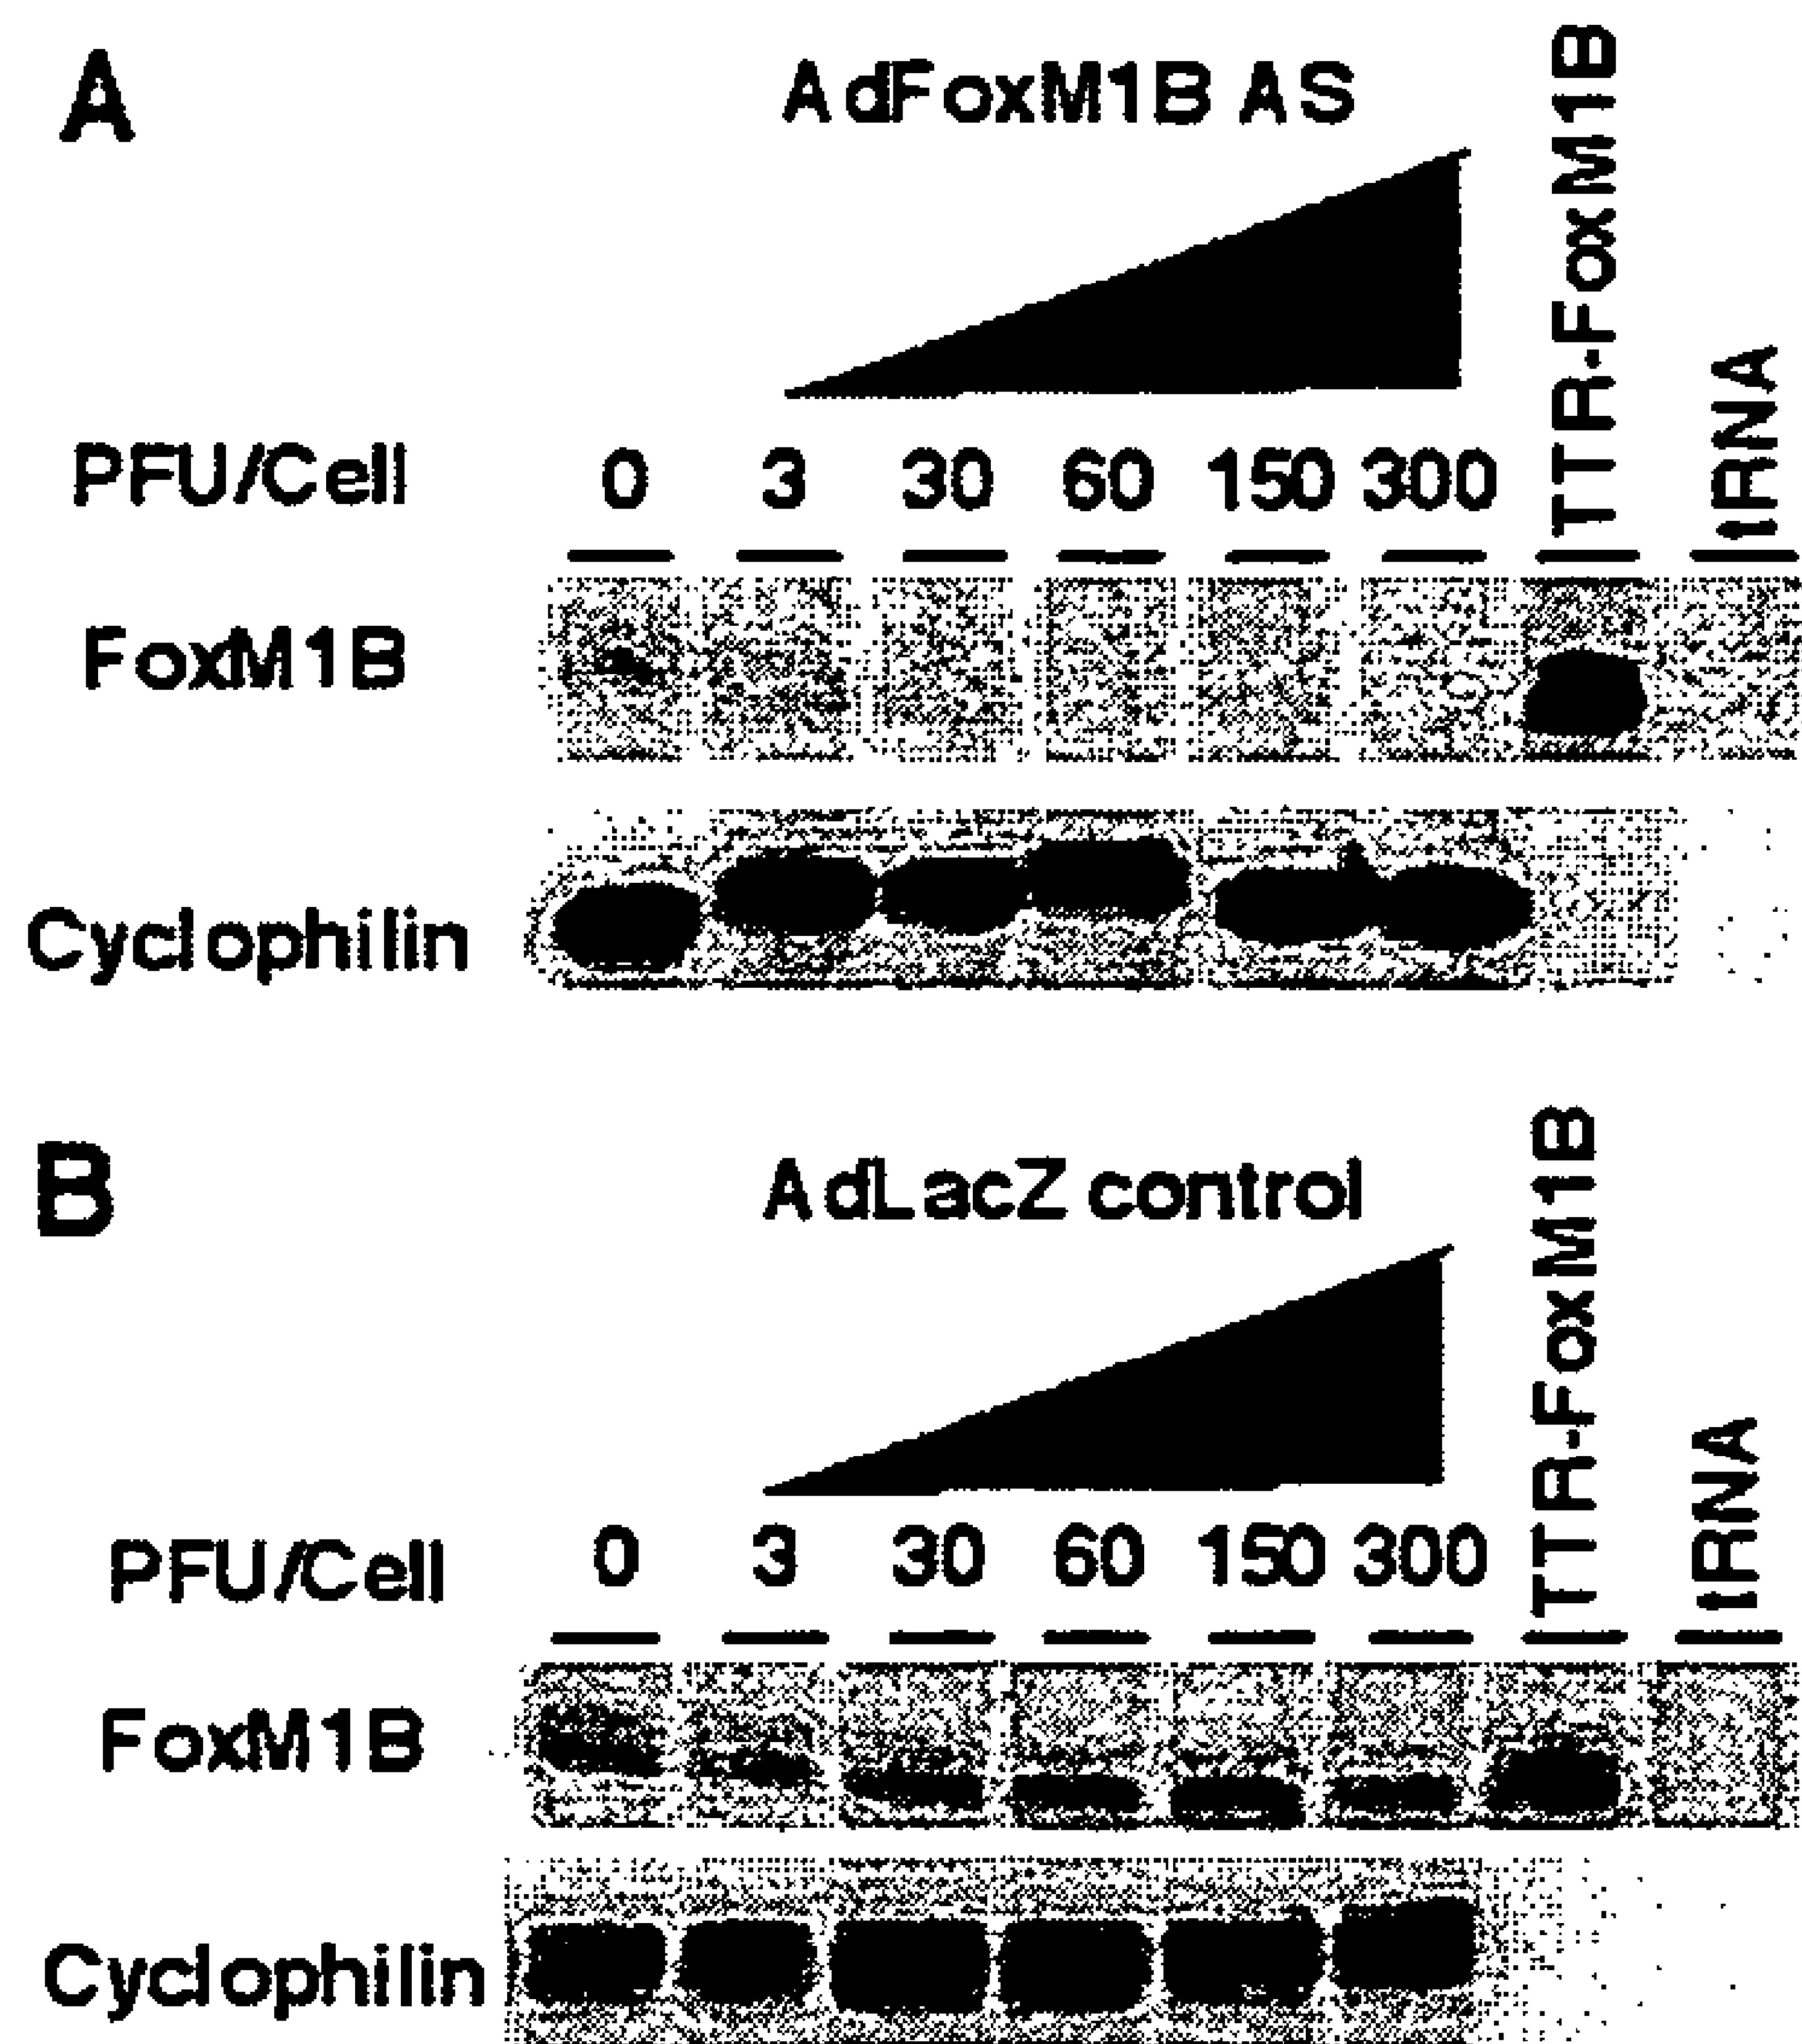 A
AdFoxM1B AS
TTR-FoxM1B
tRNA
PFU/Cell 0 3 30 60 150 300
FoxM1B
Cyclophilin
B
AdLacZ control
TTR-FoxM1B
tRNA
PFU/Cell 0 3 30 60 150 300
FoxM1B
Cyclophilin